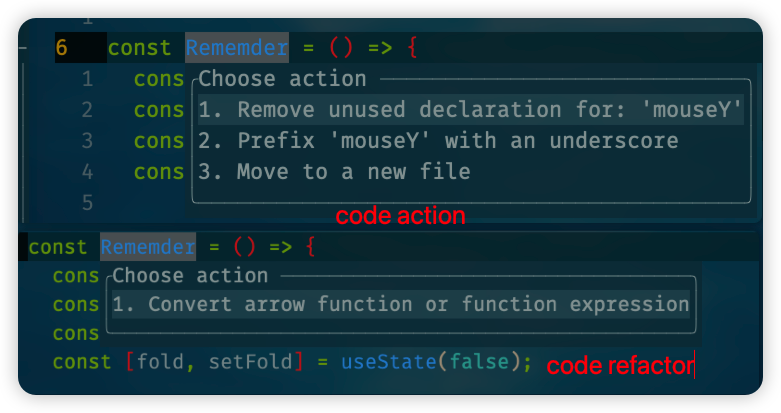 1
6 const Rememder = () => {
1 cons Choose action
2 cons 1. Remove unused declaration for: 'mouseY'
3 cons 2. Prefix 'mouseY' with an underscore
4 cons 3. Move to a new file
5
code action
const Rememder = () => {
cons Choose action
cons 1. Convert arrow function or function expression
cons
const [fold, setFold] = useState(false);
code refactor